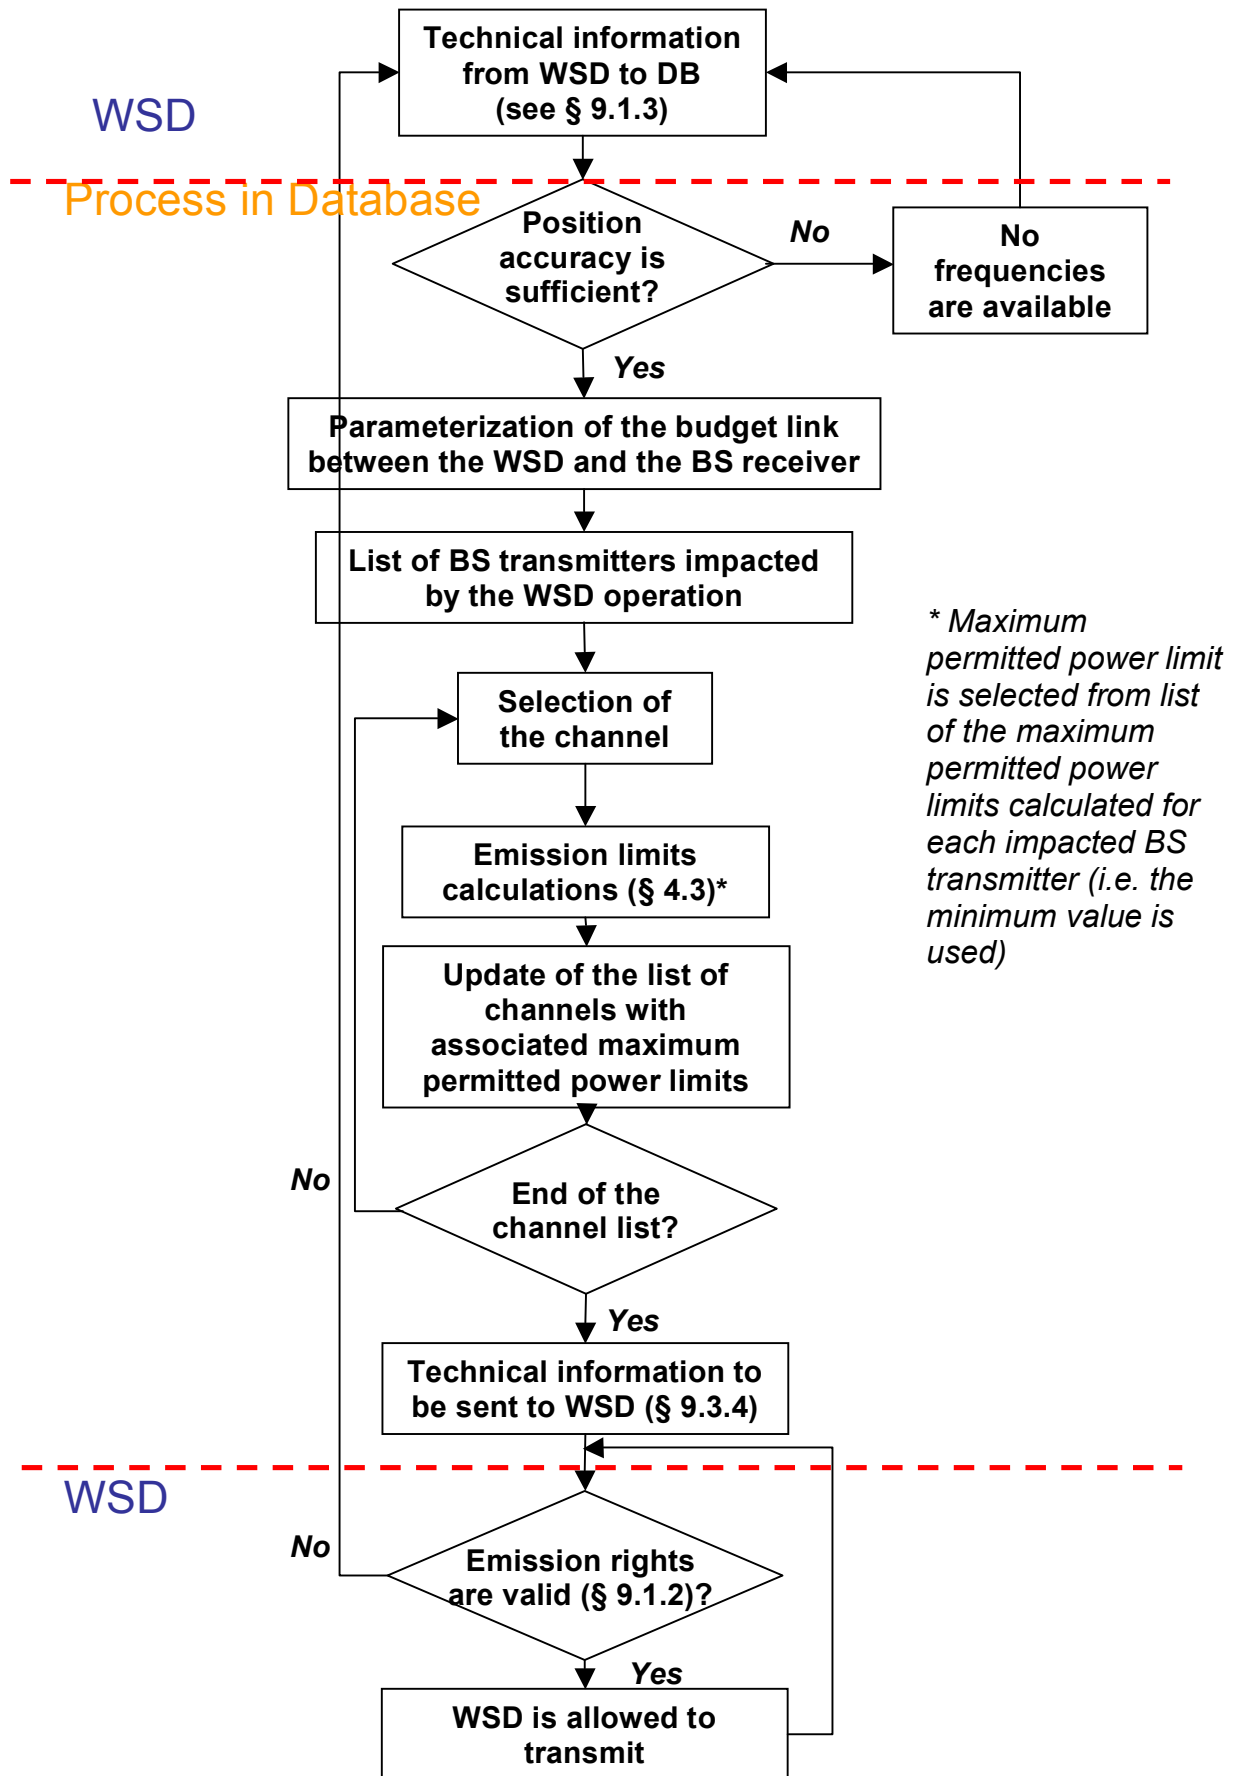 Technical information
from WSD to DB
(see § 9.1.3)
WSD
Process in Database
Position
accuracy is
sufficient?
No
No
frequencies
are available
Yes
Parameterization of the budget link
between the WSD and the BS receiver
List of BS transmitters impacted
by the WSD operation
* Maximum
permitted power limit
is selected from list
of the maximum
permitted power
limits calculated for
each impacted BS
transmitter (i.e. the
minimum value is
used)
Selection of
the channel
Emission limits
calculations (§ 4.3)*
Update of the list of
channels with
associated maximum
permitted power limits
No
End of the
channel list?
Yes
Technical information to
be sent to WSD (§ 9.3.4)
WSD
No
Emission rights
are valid (§ 9.1.2)?
Yes
WSD is allowed to
transmit